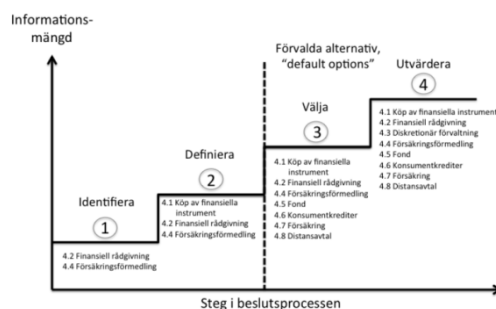 Informations-
mängd
Förvalda alternativ,
"default options"
Utvärdera
4
4.1 Köp av finansiella instrument
4.2 Finansiell rådgivning
4.3 Diskretionär förvaltning
4.4 Försäkringsförmedling
4.5 Fond
4.6 Konsumentkrediter
4.7 Försäkring
4.8 Distansavtal
Välja
3
4.1 Köp av finansiella
instrument
4.2 Finansiell rådgivning
4.4 Försäkringsförmedling
4.5 Fond
4.6 Konsumentkrediter
4.7 Försäkring
4.8 Distansavtal
Definiera
2
4.1 Köp av finansiella
instrument
4.2 Finansiell rådgivning
4.4 Försäkringsförmedling
Identifiera
1
4.2 Finansiell rådgivning
4.4 Försäkringsförmedling
Steg i beslutsprocessen